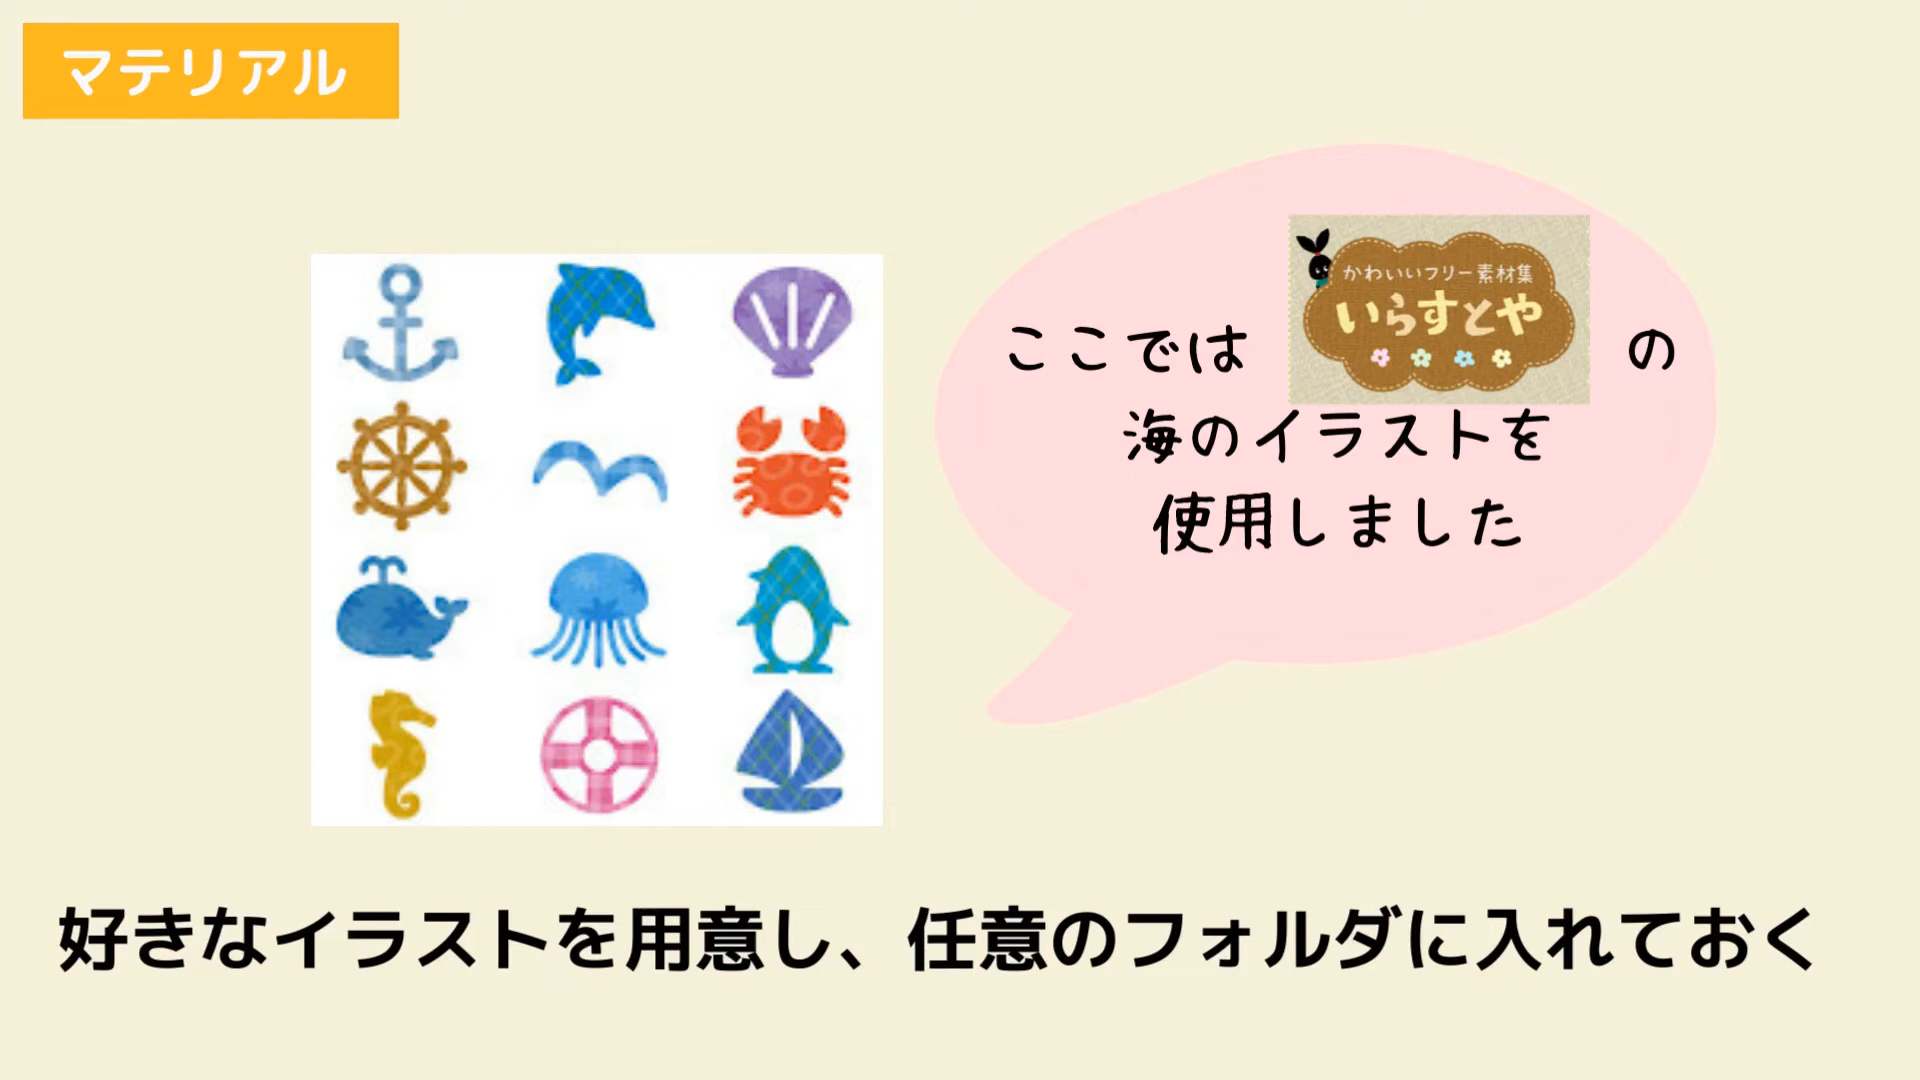 マテリアル
かわいいフリー素材集
いらすとや
ここでは の
海のイラストを
使用しました
好きなイラストを用意し、任意のフォルダに入れておく